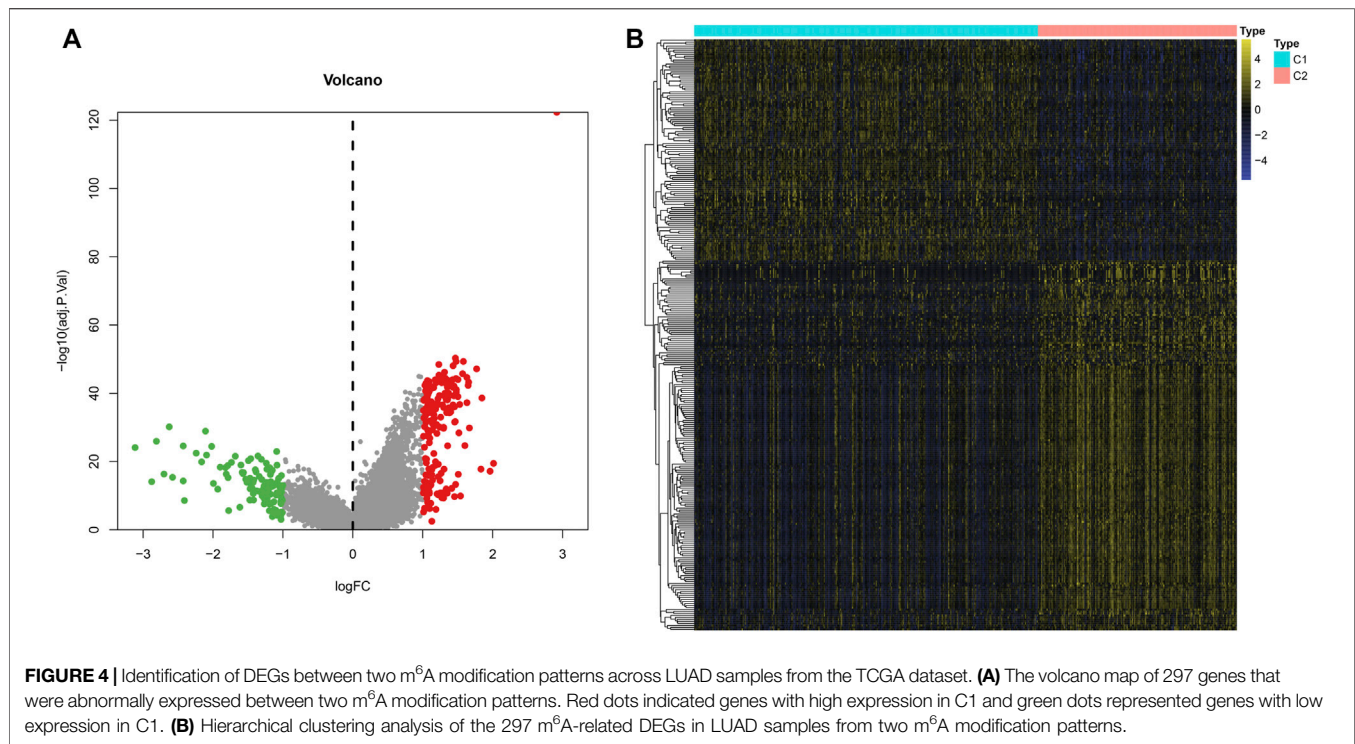 A
Volcano
-log10(adj.P.Val)
120
100
80
60
40
20
0
−3
−2
−1
0
1
2
3
logFC
B
Type
4
2
0
−2
−4
Type
C1
C2
FIGURE 4 | Identification of DEGs between two m⁶A modification patterns across LUAD samples from the TCGA dataset. (A) The volcano map of 297 genes that
were abnormally expressed between two m⁶A modification patterns. Red dots indicated genes with high expression in C1 and green dots represented genes with low
expression in C1. (B) Hierarchical clustering analysis of the 297 m⁶A-related DEGs in LUAD samples from two m⁶A modification patterns.